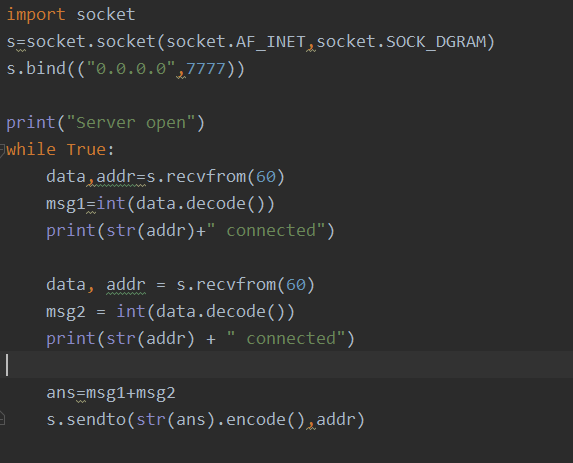 import socket
s=socket.socket(socket.AF_INET,socket.SOCK_DGRAM)
s.bind(("0.0.0.0",7777))

print("Server open")
while True:
    data,addr=s.recvfrom(60)
    msg1=int(data.decode())
    print(str(addr)+" connected")

    data, addr = s.recvfrom(60)
    msg2 = int(data.decode())
    print(str(addr) + " connected")

    ans=msg1+msg2
    s.sendto(str(ans).encode(),addr)